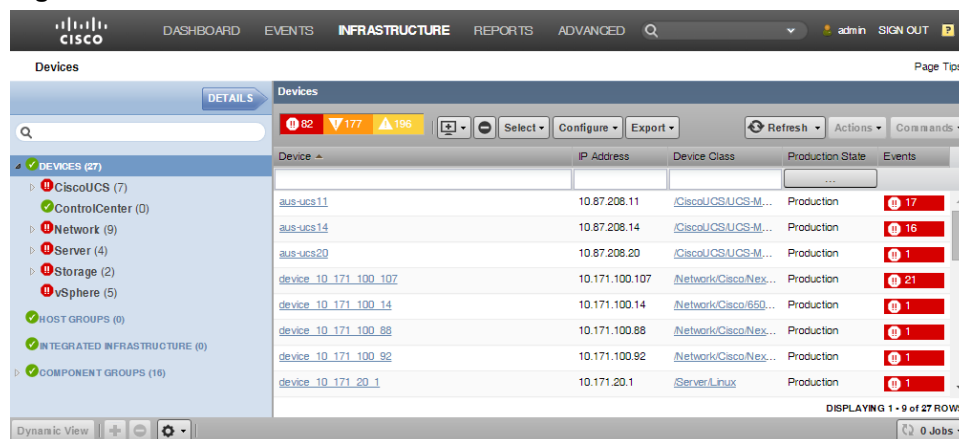 CISCO DASHBOARD EVENTS INFRASTRUCTURE REPORTS ADVANCED admin SIGN OUT ?
Devices Page Tips
DETAILS
Devices
82 177 196 Select Configure Export Refresh Actions Commands
Device IP Address Device Class Production State Events
...
DEVICES (27)
CiscoUCS (7)
ControlCenter (0)
Network (9)
Server (4)
Storage (2)
vSphere (5)
HOST GROUPS (0)
INTEGRATED INFRASTRUCTURE (0)
COMPONENT GROUPS (16)
aus-ucs11 10.87.208.11 /CiscoUCS/UCS-M... Production 17
aus-ucs14 10.87.208.14 /CiscoUCS/UCS-M... Production 16
aus-ucs20 10.87.208.20 /CiscoUCS/UCS-M... Production 1
device_10_171_100_107 10.171.100.107 /Network/Cisco/Nex... Production 21
device_10_171_100_14 10.171.100.14 /Network/Cisco/650... Production 1
device_10_171_100_88 10.171.100.88 /Network/Cisco/Nex... Production 1
device_10_171_100_92 10.171.100.92 /Network/Cisco/Nex... Production 1
device_10_171_20_1 10.171.20.1 /Server/Linux Production 1
DISPLAYING 1 - 9 of 27 ROWS
Dynamic View 0 Jobs